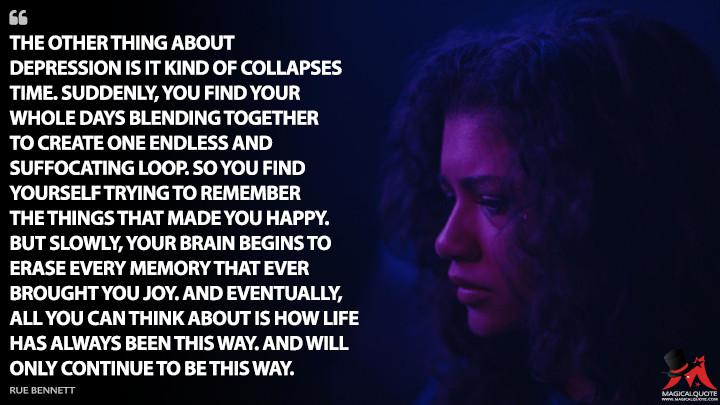 THE OTHER THING ABOUT
DEPRESSION IS IT KIND OF COLLAPSES
TIME. SUDDENLY, YOU FIND YOUR
WHOLE DAYS BLENDING TOGETHER
TO CREATE ONE ENDLESS AND
SUFFOCATING LOOP. SO YOU FIND
YOURSELF TRYING TO REMEMBER
THE THINGS THAT MADE YOU HAPPY.
BUT SLOWLY, YOUR BRAIN BEGINS TO
ERASE EVERY MEMORY THAT EVER
BROUGHT YOU JOY. AND EVENTUALLY,
ALL YOU CAN THINK ABOUT IS HOW LIFE
HAS ALWAYS BEEN THIS WAY. AND WILL
ONLY CONTINUE TO BE THIS WAY.
RUE BENNETT
MAGICALQUOTE
WWW.MAGICALQUOTE.COM